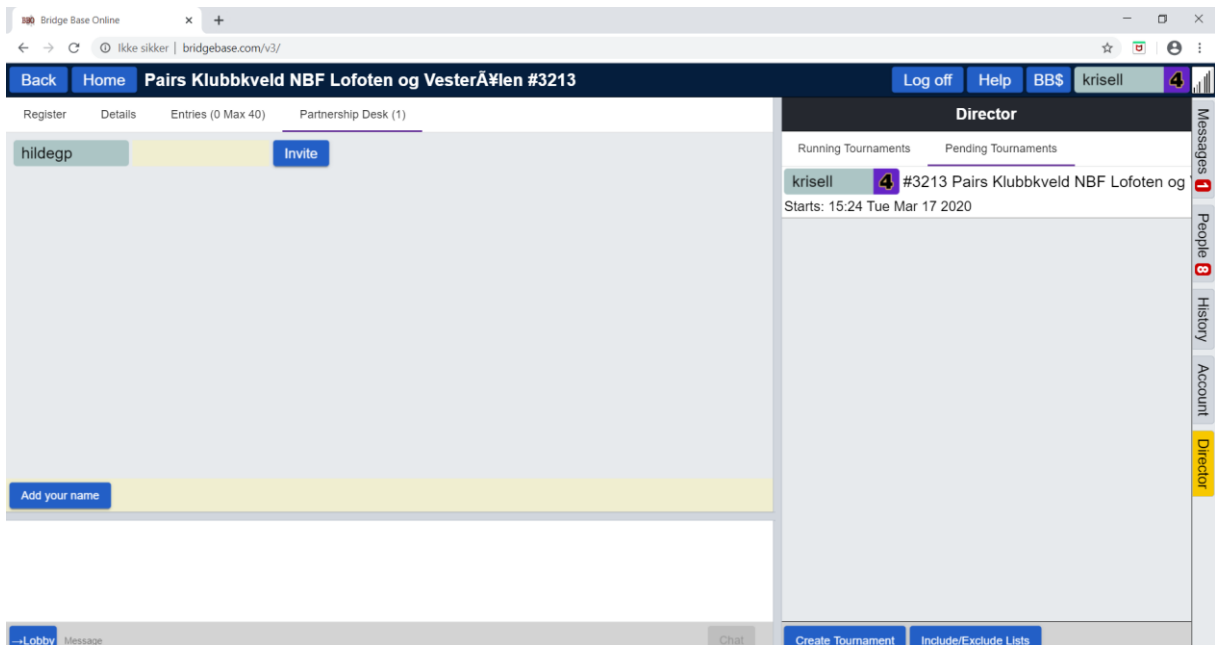 BBO Bridge Base Online
Ikke sikker | bridgebase.com/v3/
Back Home Pairs Klubbkveld NBF Lofoten og VesterÃ¥len #3213 Log off Help BB$ krisell 4
Register Details Entries (0 Max 40) Partnership Desk (1)
hildegp Invite
Add your name
→Lobby Message Chat
Director
Running Tournaments Pending Tournaments
krisell 4 #3213 Pairs Klubbkveld NBF Lofoten og
Starts: 15:24 Tue Mar 17 2020
Create Tournament Include/Exclude Lists
Messages 1
People 8
History
Account
Director